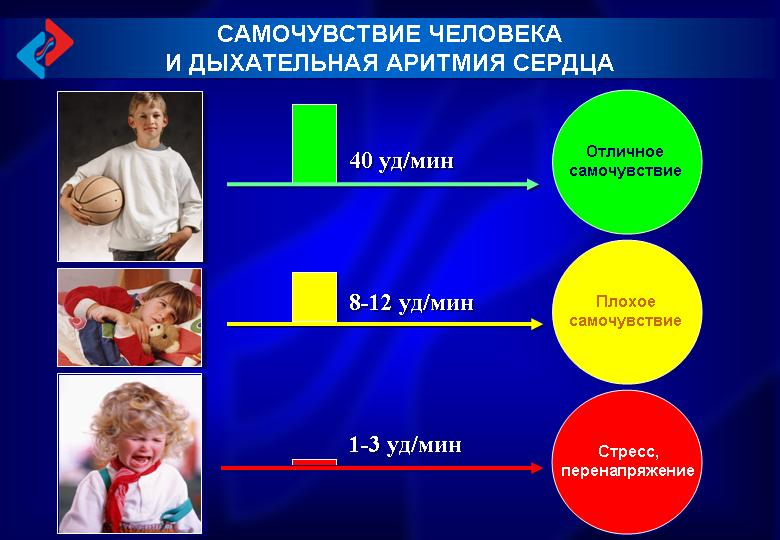 САМОЧУВСТВИЕ ЧЕЛОВЕКА
И ДЫХАТЕЛЬНАЯ АРИТМИЯ СЕРДЦА
40 уд/мин
Отличное
самочувствие
8-12 уд/мин
Плохое
самочувствие
1-3 уд/мин
Стресс,
перенапряжение